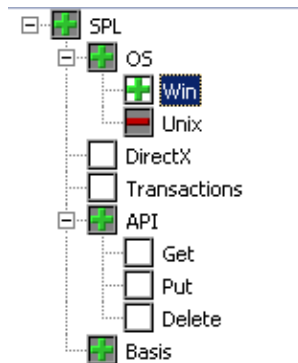 SPL
OS
Win
Unix
DirectX
Transactions
API
Get
Put
Delete
Basis